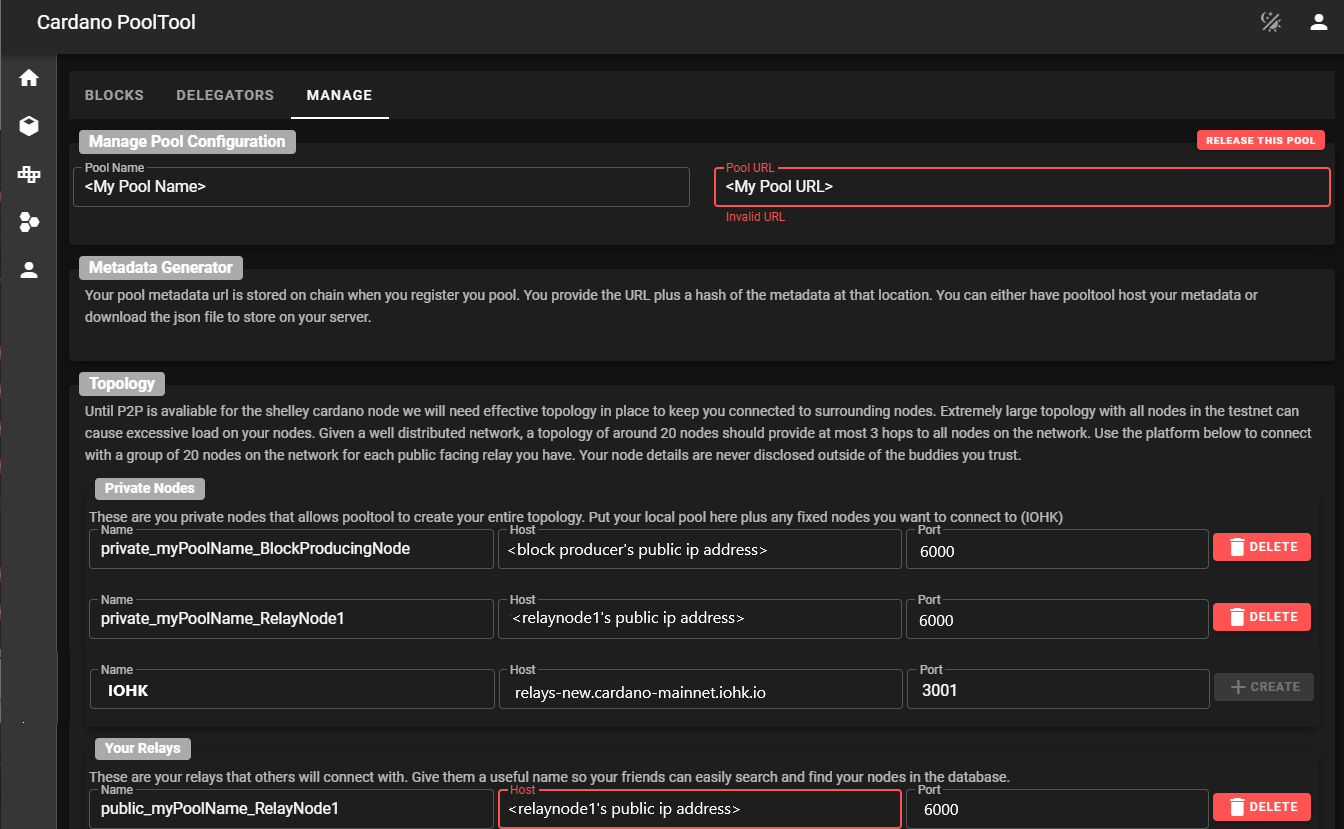 Cardano PoolTool
BLOCKS DELEGATORS MANAGE
Manage Pool Configuration RELEASE THIS POOL
Pool Name Pool URL
<My Pool Name> <My Pool URL>
Invalid URL
Metadata Generator
Your pool metadata url is stored on chain when you register you pool. You provide the URL plus a hash of the metadata at that location. You can either have pooltool host your metadata or
download the json file to store on your server.
Topology
Until P2P is avaliable for the shelley cardano node we will need effective topology in place to keep you connected to surrounding nodes. Extremely large topology with all nodes in the testnet can
cause excessive load on your nodes. Given a well distributed network, a topology of around 20 nodes should provide at most 3 hops to all nodes on the network. Use the platform below to connect
with a group of 20 nodes on the network for each public facing relay you have. Your node details are never disclosed outside of the buddies you trust.
Private Nodes
These are you private nodes that allows pooltool to create your entire topology. Put your local pool here plus any fixed nodes you want to connect to (IOHK)
Name Host Port
private_myPoolName_BlockProducingNode <block producer's public ip address> 6000 DELETE
Name Host Port
private_myPoolName_RelayNode1 <relaynode1's public ip address> 6000 DELETE
Name Host Port
IOHK relays-new.cardano-mainnet.iohk.io 3001 CREATE
Your Relays
These are your relays that others will connect with. Give them a useful name so your friends can easily search and find your nodes in the database.
Name Host Port
public_myPoolName_RelayNode1 <relaynode1's public ip address> 6000 DELETE